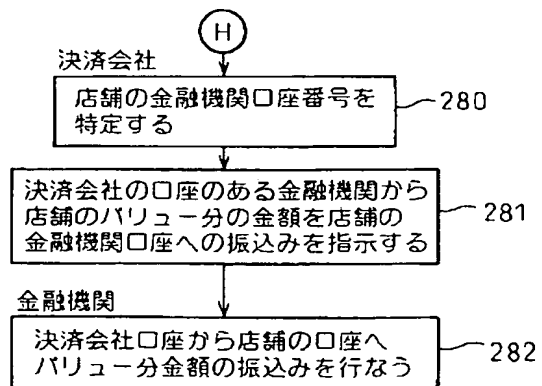 H
決済会社
店舗の金融機関口座番号を
特定する
280
決済会社の口座のある金融機関から
店舗のバリュー分の金額を店舗の
金融機関口座への振込みを指示する
281
金融機関
決済会社口座から店舗の口座へ
バリュー分金額の振込みを行なう
282